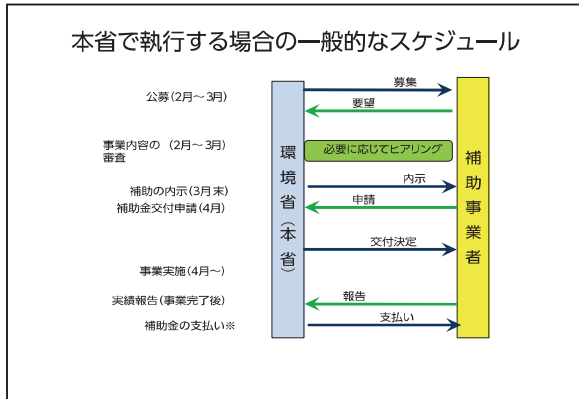 本省で執行する場合の一般的なスケジュール
募集
公募(2月～3月)
要望
事業内容の (2月～3月)
審査
必要に応じてヒアリング
環境省(本省)
補助事業者
内示
補助の内示(3月末)
申請
補助金交付申請(4月)
交付決定
事業実施(4月～)
報告
実績報告(事業完了後)
支払い
補助金の支払い※